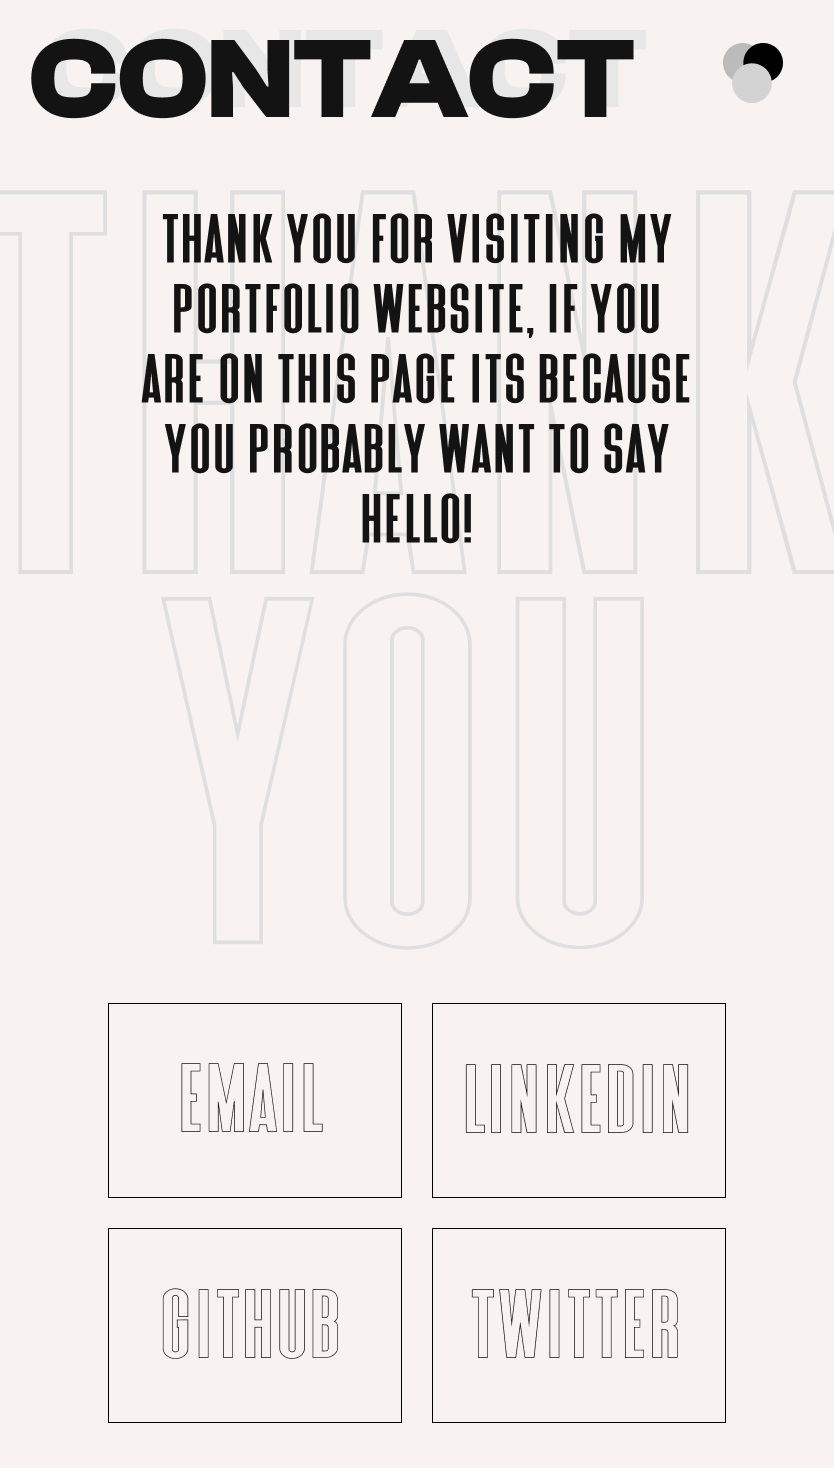 CONTACT
THANK
THANK YOU FOR VISITING MY
PORTFOLIO WEBSITE, IF YOU
ARE ON THIS PAGE ITS BECAUSE
YOU PROBABLY WANT TO SAY
HELLO!
YOU
EMAIL
LINKEDIN
GITHUB
TWITTER